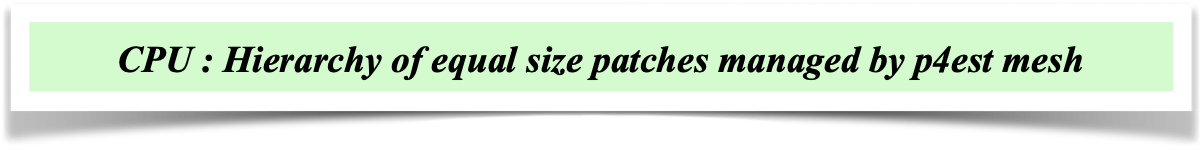 CPU : Hierarchy of equal size patches managed by p4est mesh